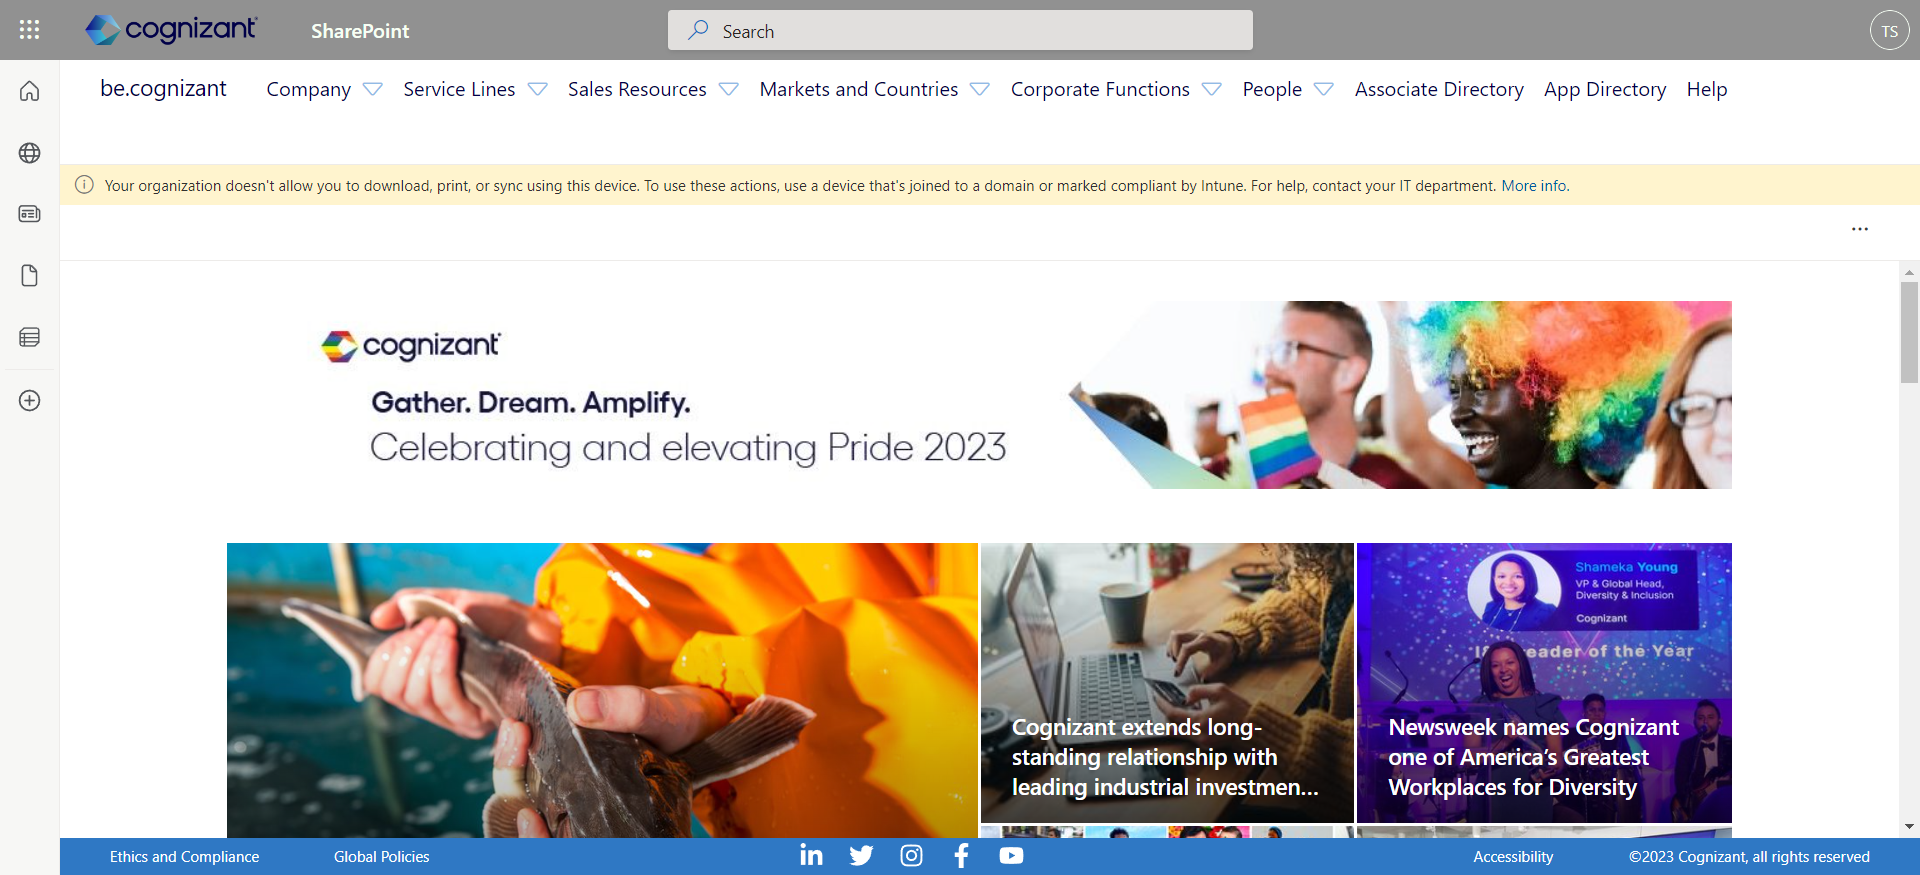 cognizant
SharePoint
Search
TS
be.cognizant
Company
Service Lines
Sales Resources
Markets and Countries
Corporate Functions
People
Associate Directory
App Directory
Help
Your organization doesn't allow you to download, print, or sync using this device. To use these actions, use a device that's joined to a domain or marked compliant by Intune. For help, contact your IT department. More info.
cognizant
Gather. Dream. Amplify.
Celebrating and elevating Pride 2023
Cognizant extends long-
standing relationship with
leading industrial investmen...
Shameka Young
VP & Global Head,
Diversity & Inclusion
Cognizant
of the Year
Newsweek names Cognizant
one of America’s Greatest
Workplaces for Diversity
Ethics and Compliance
Global Policies
Accessibility
©2023 Cognizant, all rights reserved